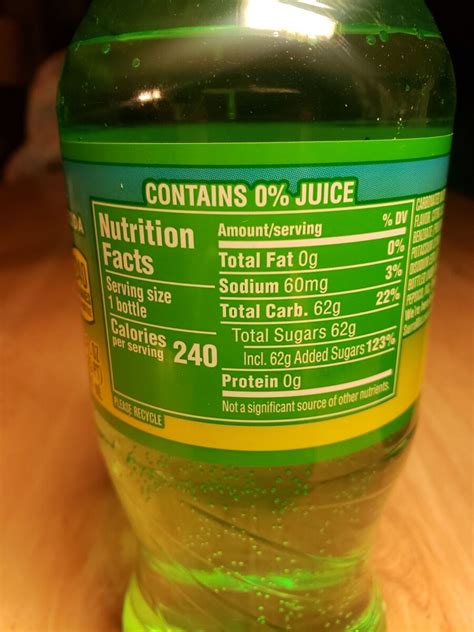 CONTAINS 0% JUICE
Nutrition
Facts
Serving size
1 bottle
Calories
per serving 240
Amount/serving % DV
Total Fat 0g 0%
Sodium 60mg 3%
Total Carb. 62g 22%
Total Sugars 62g
Incl. 62g Added Sugars 123%
Protein 0g
Not a significant source of other nutrients.
PLEASE RECYCLE